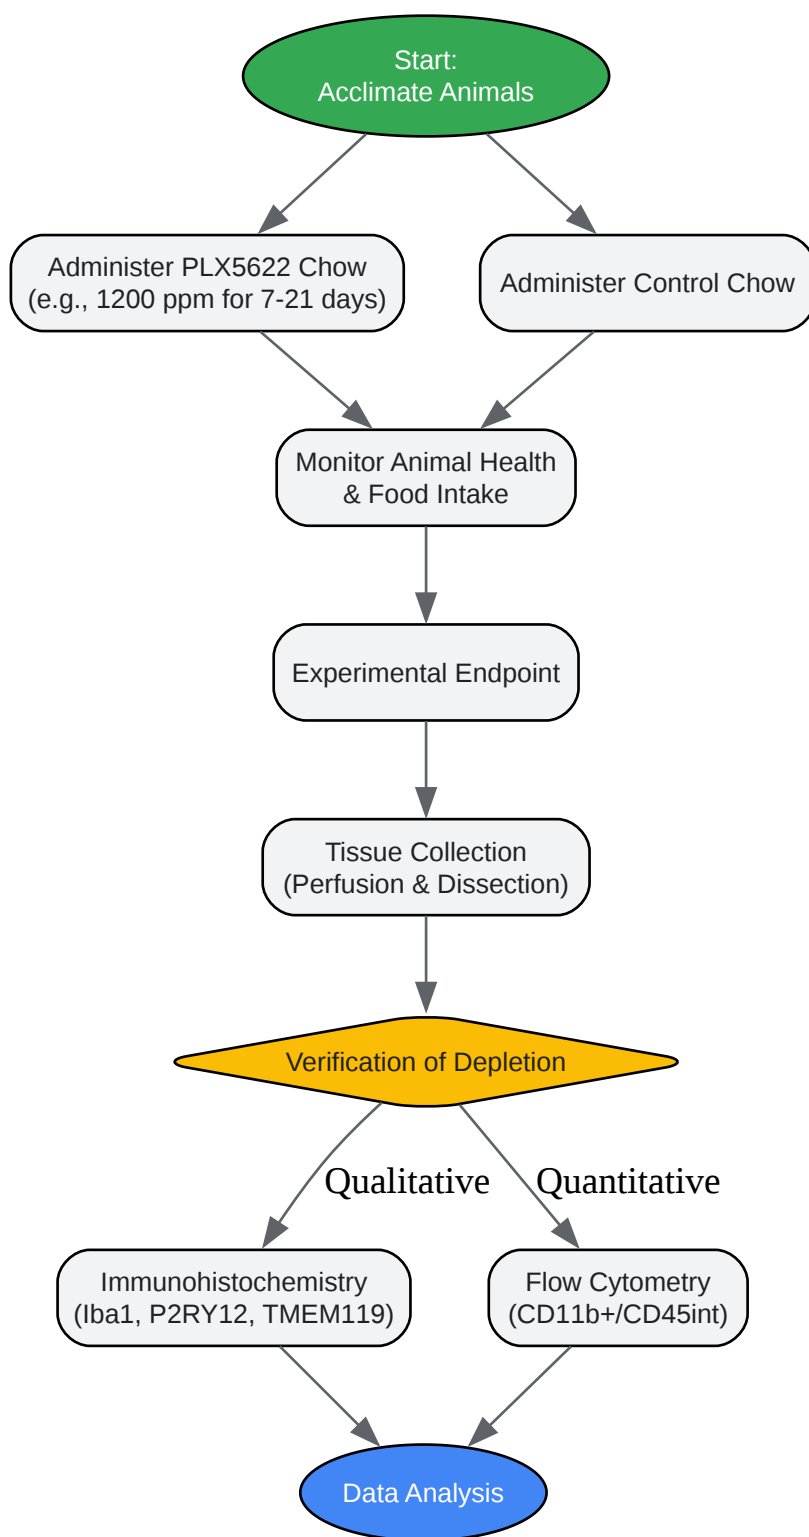 Start:
Acclimate Animals
Administer PLX5622 Chow
(e.g., 1200 ppm for 7-21 days)
Administer Control Chow
Monitor Animal Health
& Food Intake
Experimental Endpoint
Tissue Collection
(Perfusion & Dissection)
Verification of Depletion
Qualitative
Quantitative
Immunohistochemistry
(Iba1, P2RY12, TMEM119)
Flow Cytometry
(CD11b+/CD45int)
Data Analysis